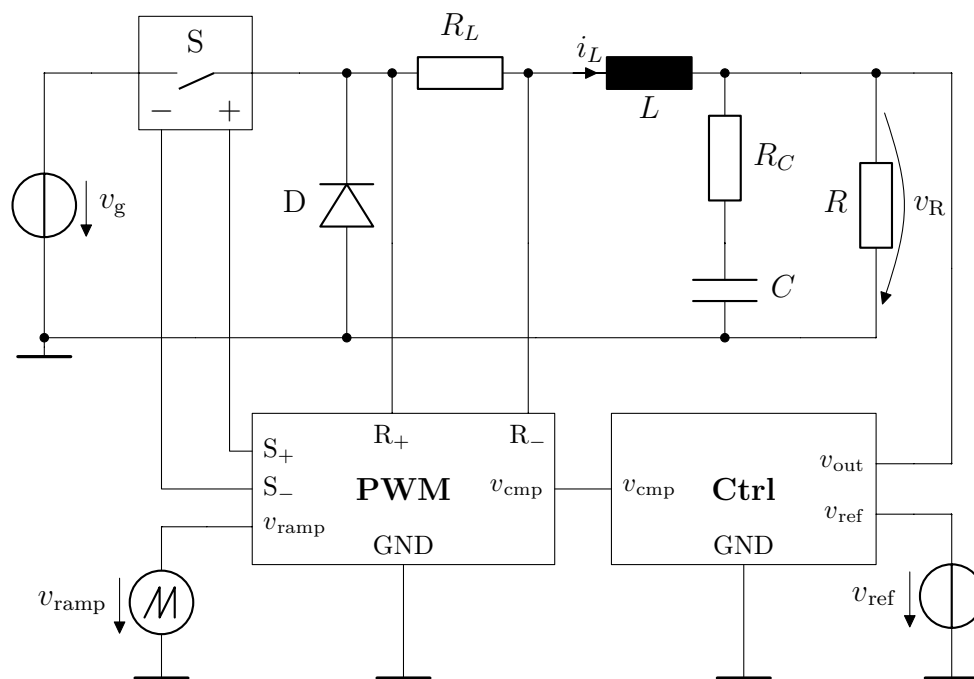 S
R_L
i_L
− +
L
R_C
v_g
D
R
v_R
C
R_+ R_−
S_+
v_out
S_− PWM v_cmp v_cmp Ctrl
v_ramp
v_ref
GND GND
v_ramp
v_ref